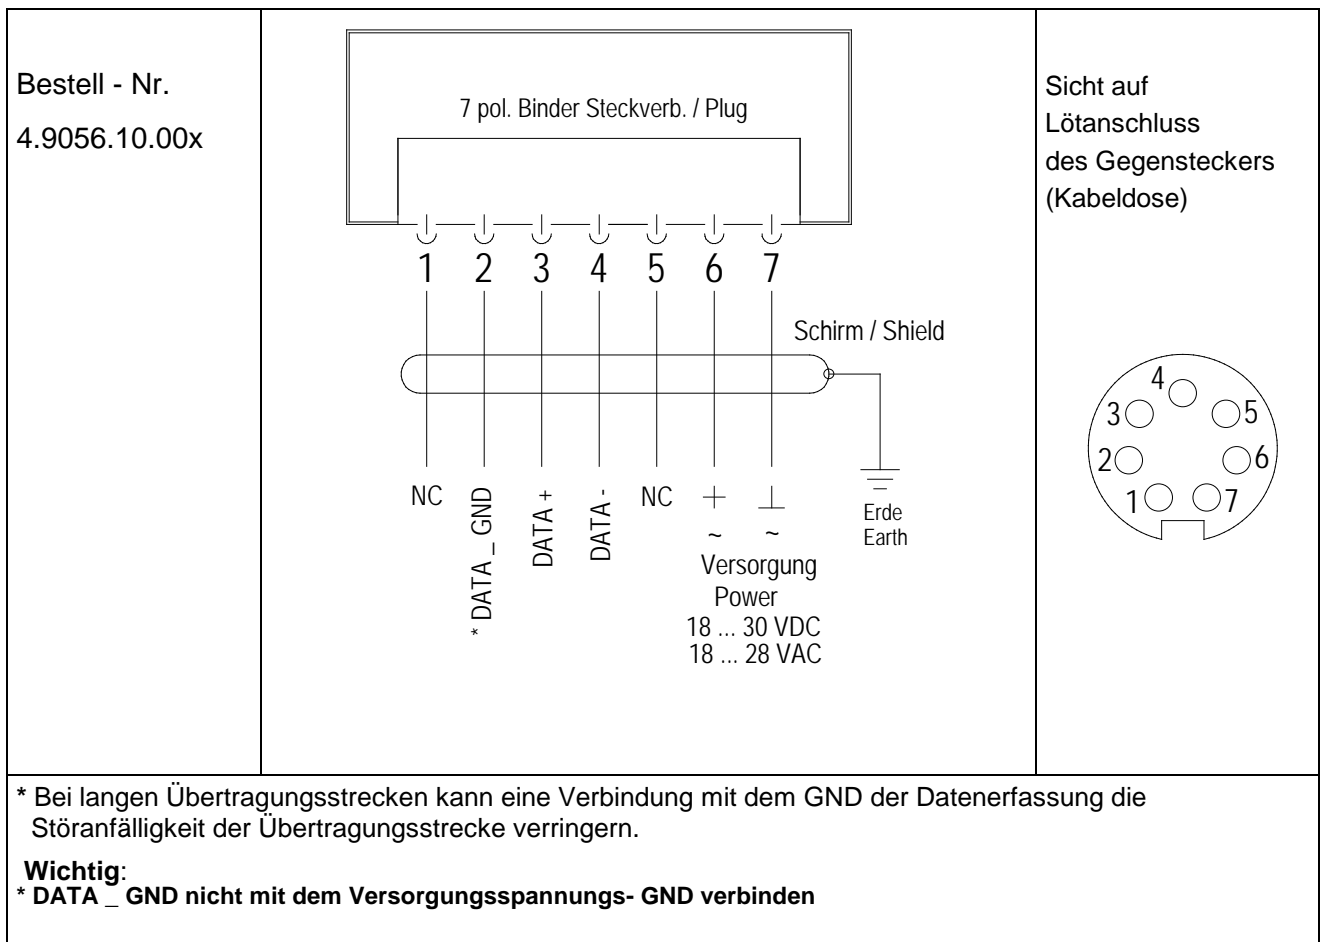 Bestell - Nr.
4.9056.10.00x
7 pol. Binder Steckverb. / Plug
1 2 3 4 5 6 7
Schirm / Shield
NC
* DATA _ GND
DATA +
DATA -
NC
+ ⊥
~ ~
Versorgung
Power
18 ... 30 VDC
18 ... 28 VAC
Erde
Earth
Sicht auf
Lötanschluss
des Gegensteckers
(Kabeldose)
4
3 5
2 6
1 7
* Bei langen Übertragungsstrecken kann eine Verbindung mit dem GND der Datenerfassung die
Störanfälligkeit der Übertragungsstrecke verringern.
Wichtig:
* DATA _ GND nicht mit dem Versorgungsspannungs- GND verbinden